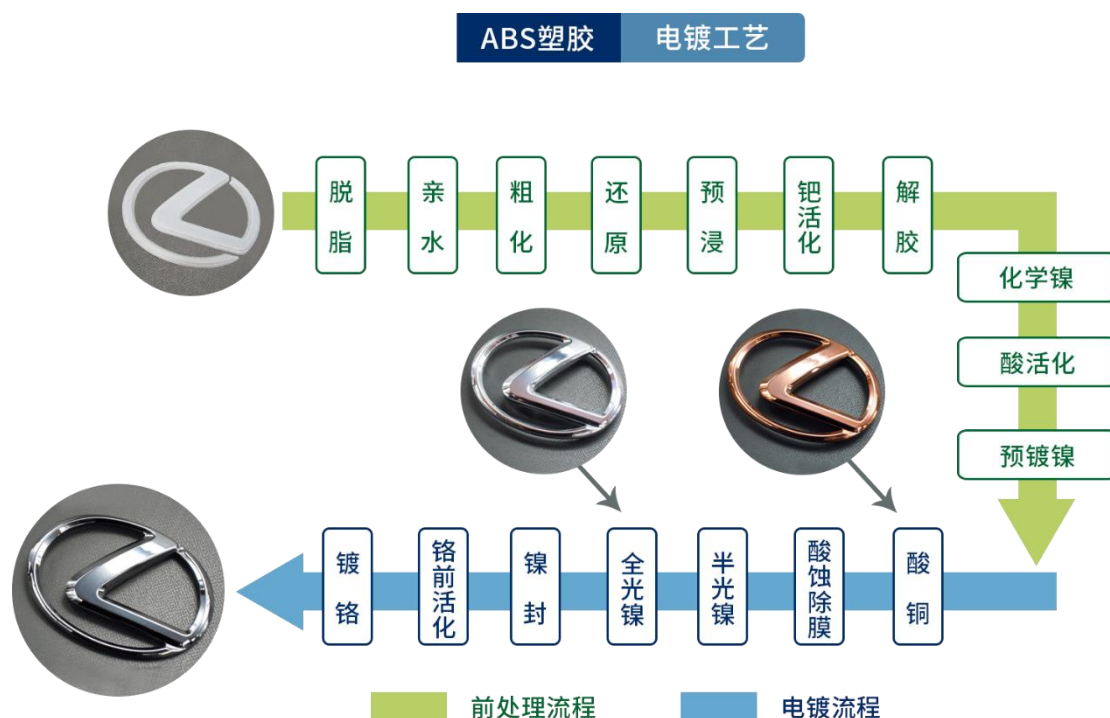 ABS塑胶 电镀工艺
脱脂
亲水
粗化
还原
预浸
钯活化
解胶
化学镍
酸活化
预镀镍
酸铜
酸蚀除膜
半光镍
全光镍
镍封
铬前活化
镀铬
前处理流程
电镀流程